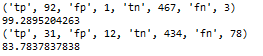 ('tp', 92, 'fp', 1, 'tn', 467, 'fn', 3)
99.2895204263
('tp', 31, 'fp', 12, 'tn', 434, 'fn', 78)
83.7837837838